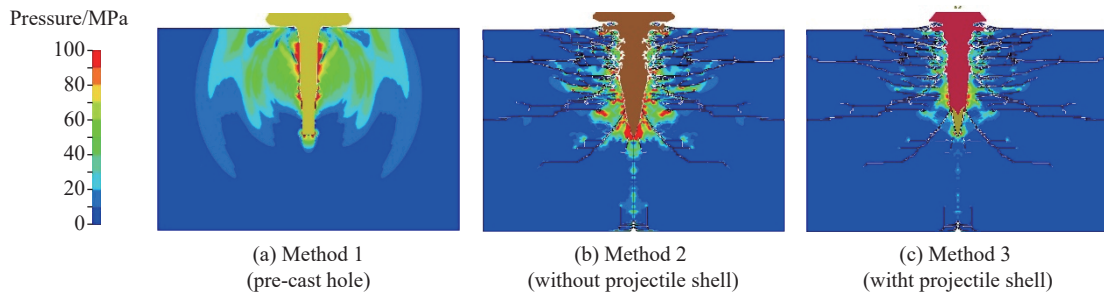 Pressure/MPa
100
80
60
40
20
0
(a) Method 1
(pre-cast hole)
(b) Method 2
(without projectile shell)
(c) Method 3
(witht projectile shell)